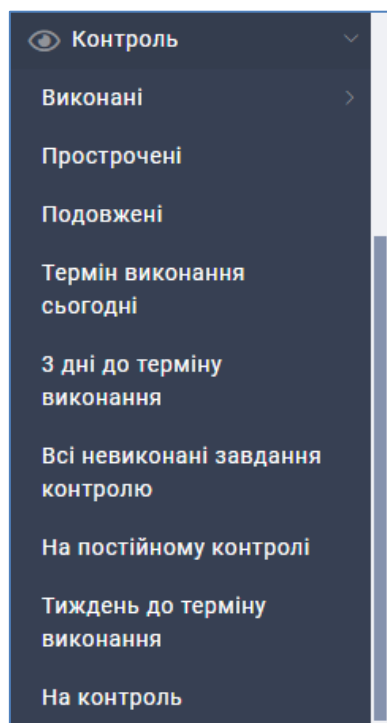 Контроль
Виконані
Прострочені
Подовжені
Термін виконання
сьогодні
3 дні до терміну
виконання
Всі невиконані завдання
контролю
На постійному контролі
Тиждень до терміну
виконання
На контроль